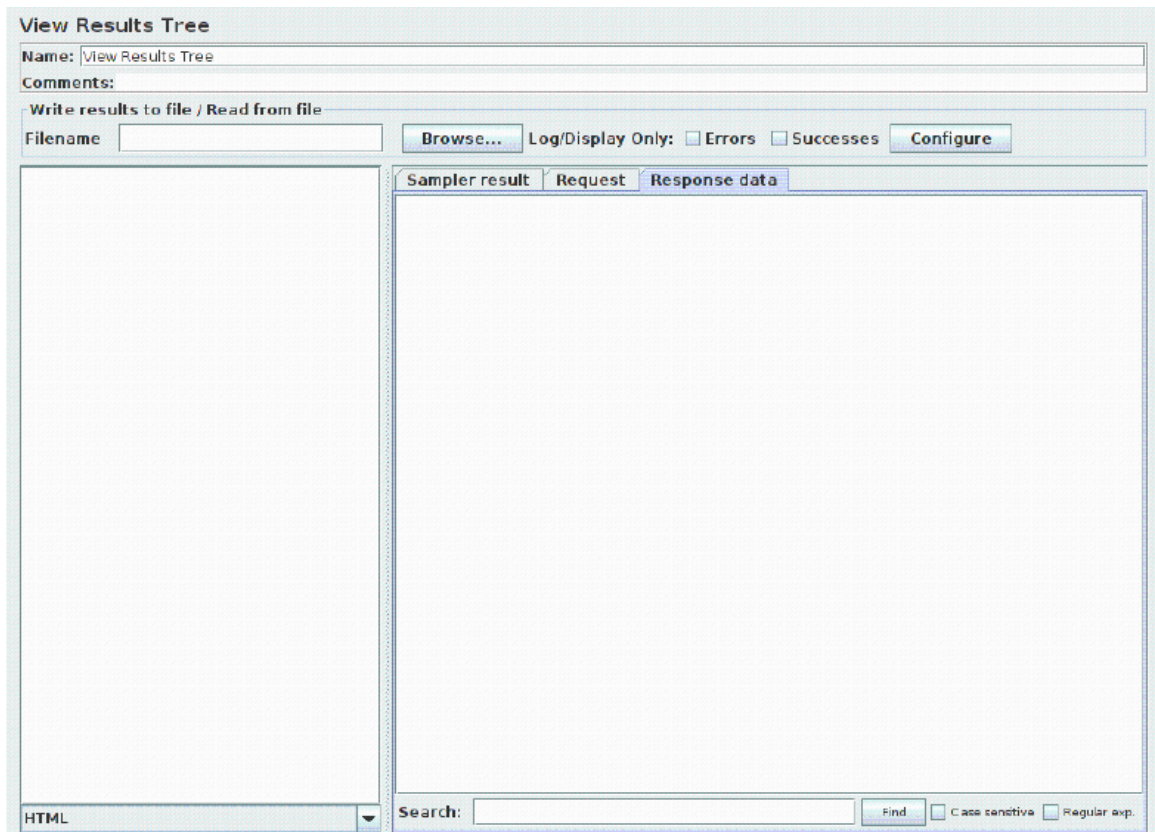 View Results Tree
Name: View Results Tree
Comments:
Write results to file / Read from file
Filename Browse... Log/Display Only: Errors Successes Configure
Sampler result Request Response data
Search: Find Case sensitive Regular exp.
HTML